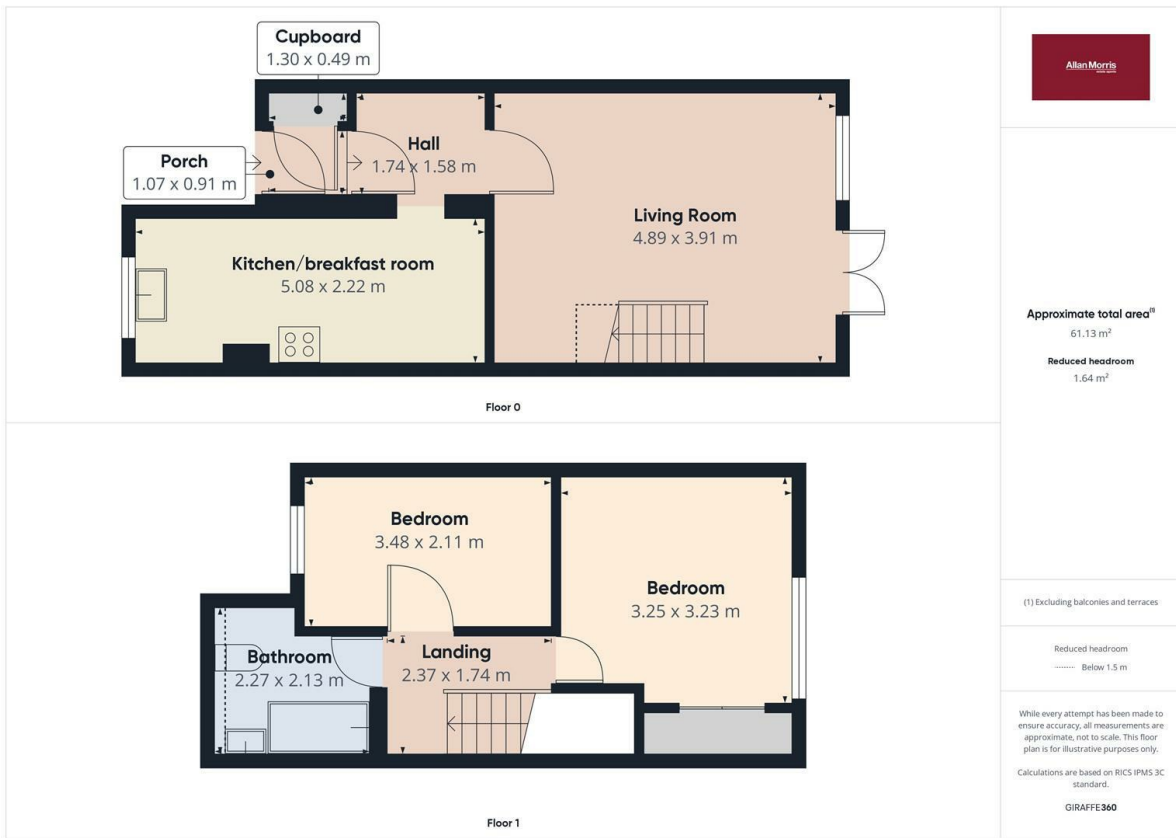 Cupboard
1.30 x 0.49 m
Porch
1.07 x 0.91 m
Hall
1.74 x 1.58 m
Living Room
4.89 x 3.91 m
Kitchen/breakfast room
5.08 x 2.22 m
Floor 0
Bedroom
3.48 x 2.11 m
Bedroom
3.25 x 3.23 m
Bathroom
2.27 x 2.13 m
Landing
2.37 x 1.74 m
Floor 1
Allan Morris
estate agents
Approximate total area(1)
61.13 m²
Reduced headroom
1.64 m²
(1) Excluding balconies and terraces
Reduced headroom
Below 1.5 m
While every attempt has been made to
ensure accuracy, all measurements are
approximate, not to scale. This floor
plan is for illustrative purposes only.
Calculations are based on RICS IPMS 3C
standard.
GIRAFFE360